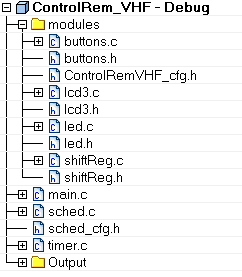 ControlRem_VHF - Debug
modules
buttons.c
buttons.h
ControlRemVHF_cfg.h
lcd3.c
lcd3.h
led.c
led.h
shiftReg.c
shiftReg.h
main.c
sched.c
sched_cfg.h
timer.c
Output